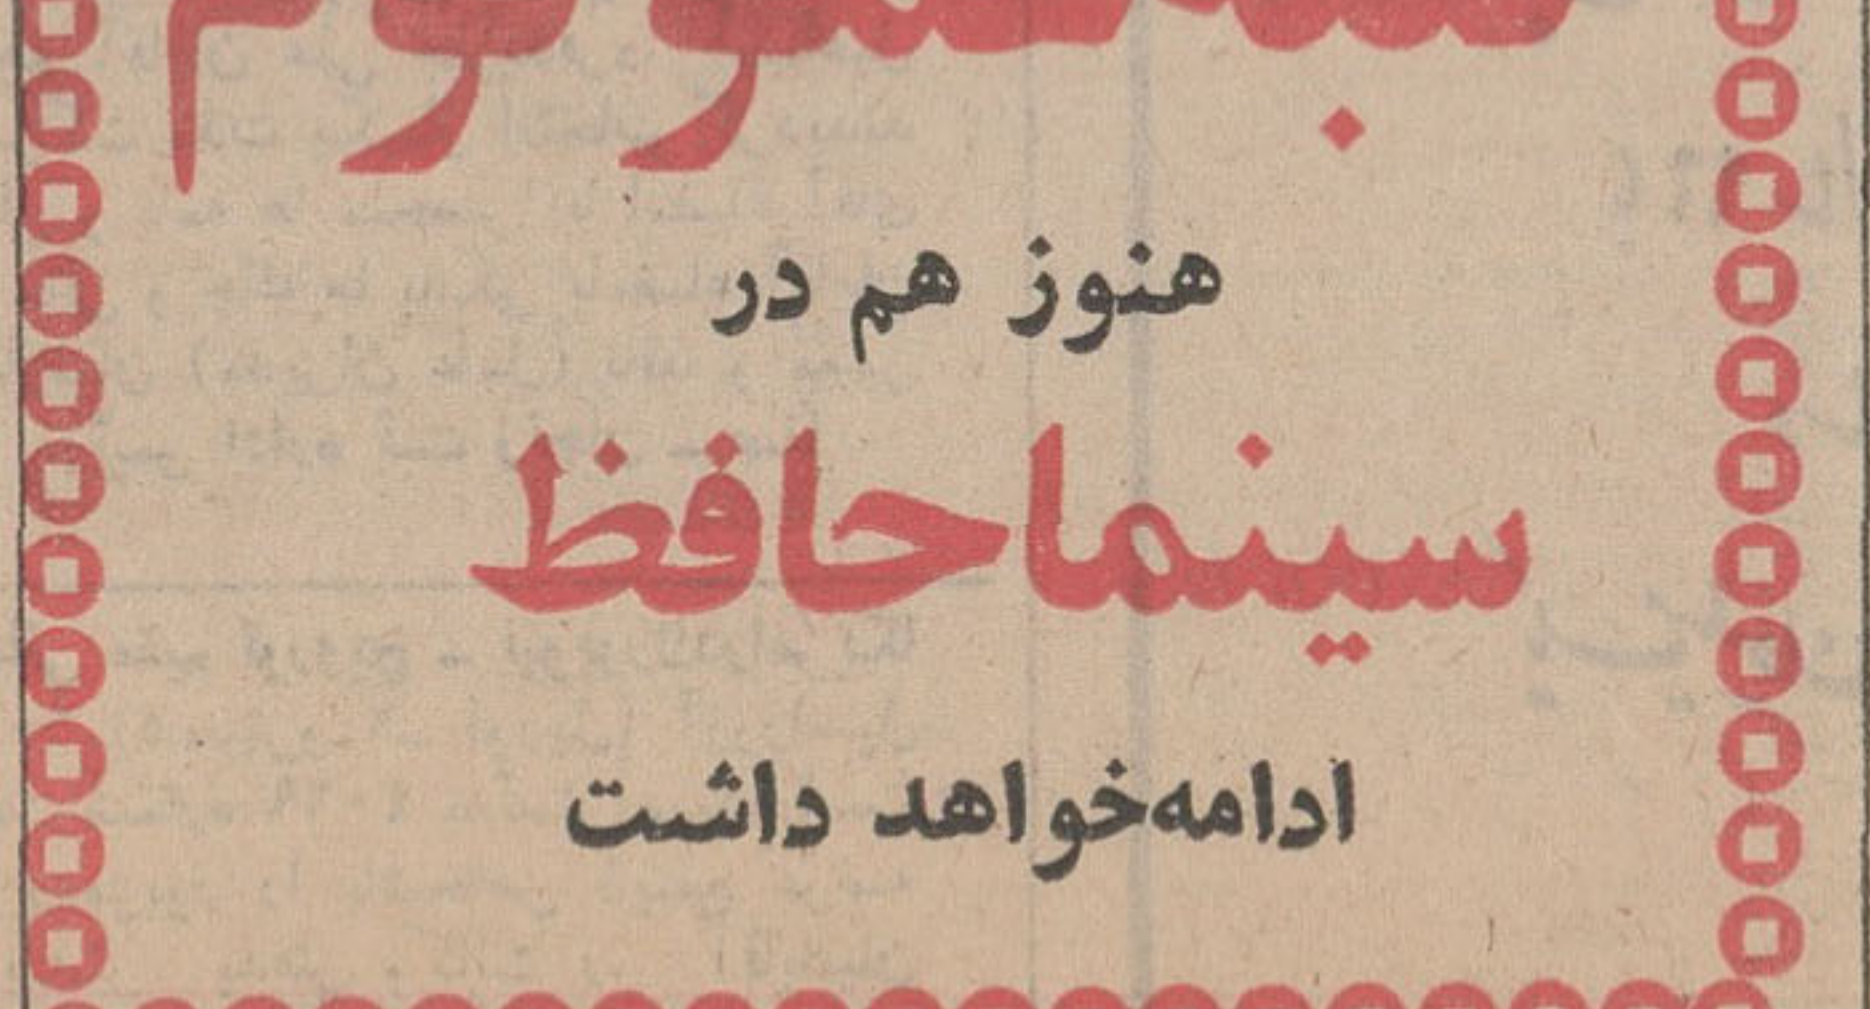 هنوز هم در
سینما حافظ
ادامه خواهد داشت